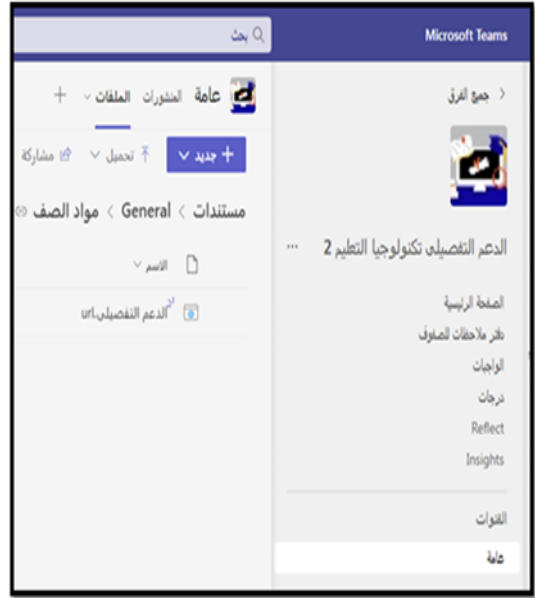 Microsoft Teams
بحث
جميع الفرق
الدعم التفصيلي تكنولوجيا التعليم 2 ...
الصفحة الرئيسية
دفتر ملاحظات للصفوف
الواجبات
درجات
Reflect
Insights
القنوات
عامة
عامة المنشورات الملفات +
+ جديد تحميل مشاركة
مستندات > General > مواد الصف
الاسم
الدعم التفصيلي.url